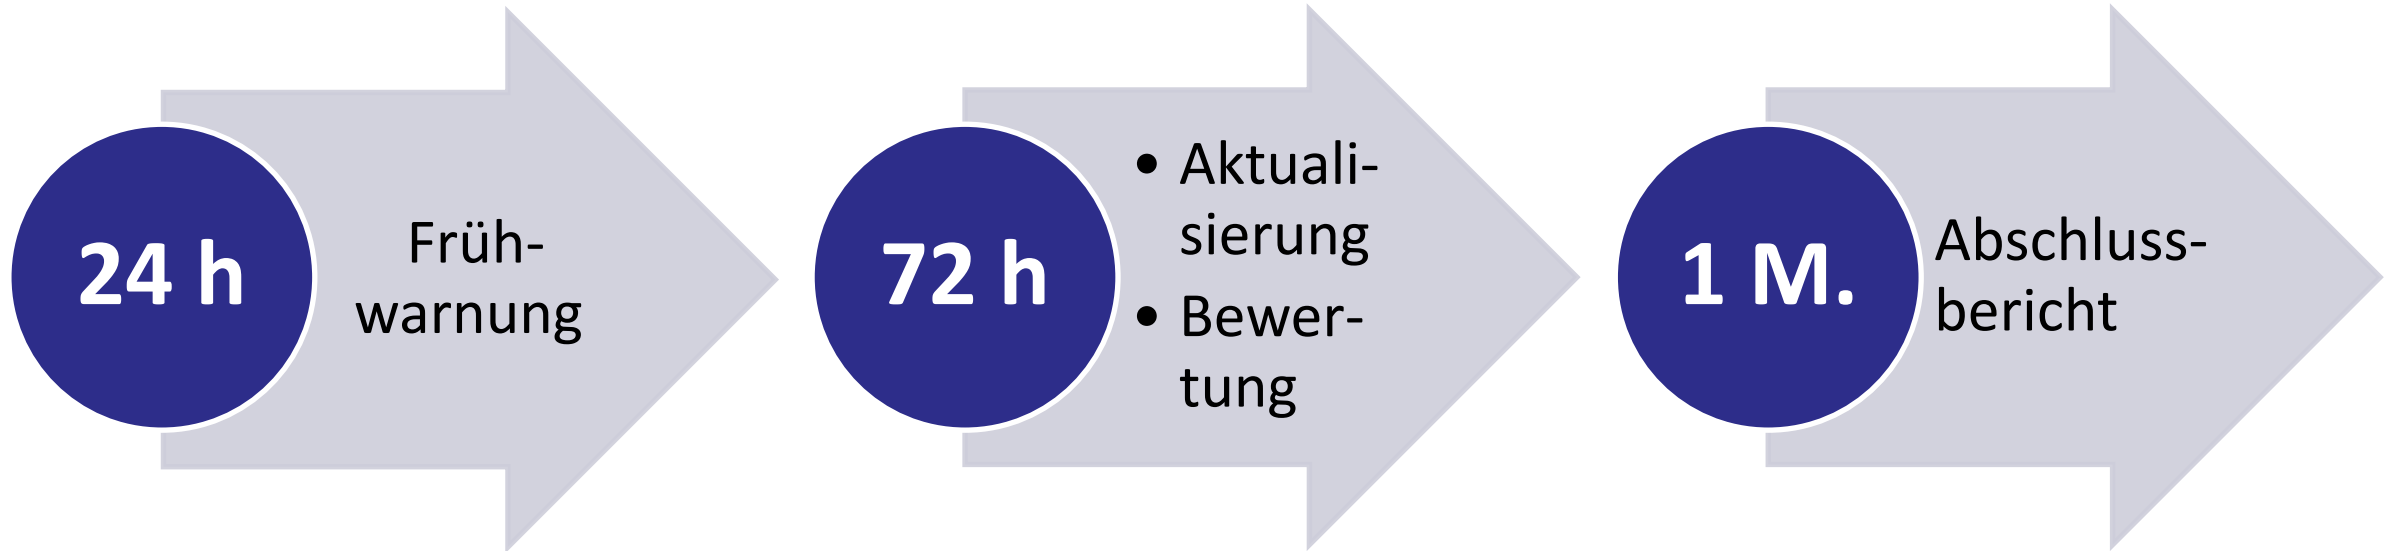 24 h
Früh-
warnung
72 h
• Aktuali-
sierung
• Bewer-
tung
1 M.
Abschluss-
bericht